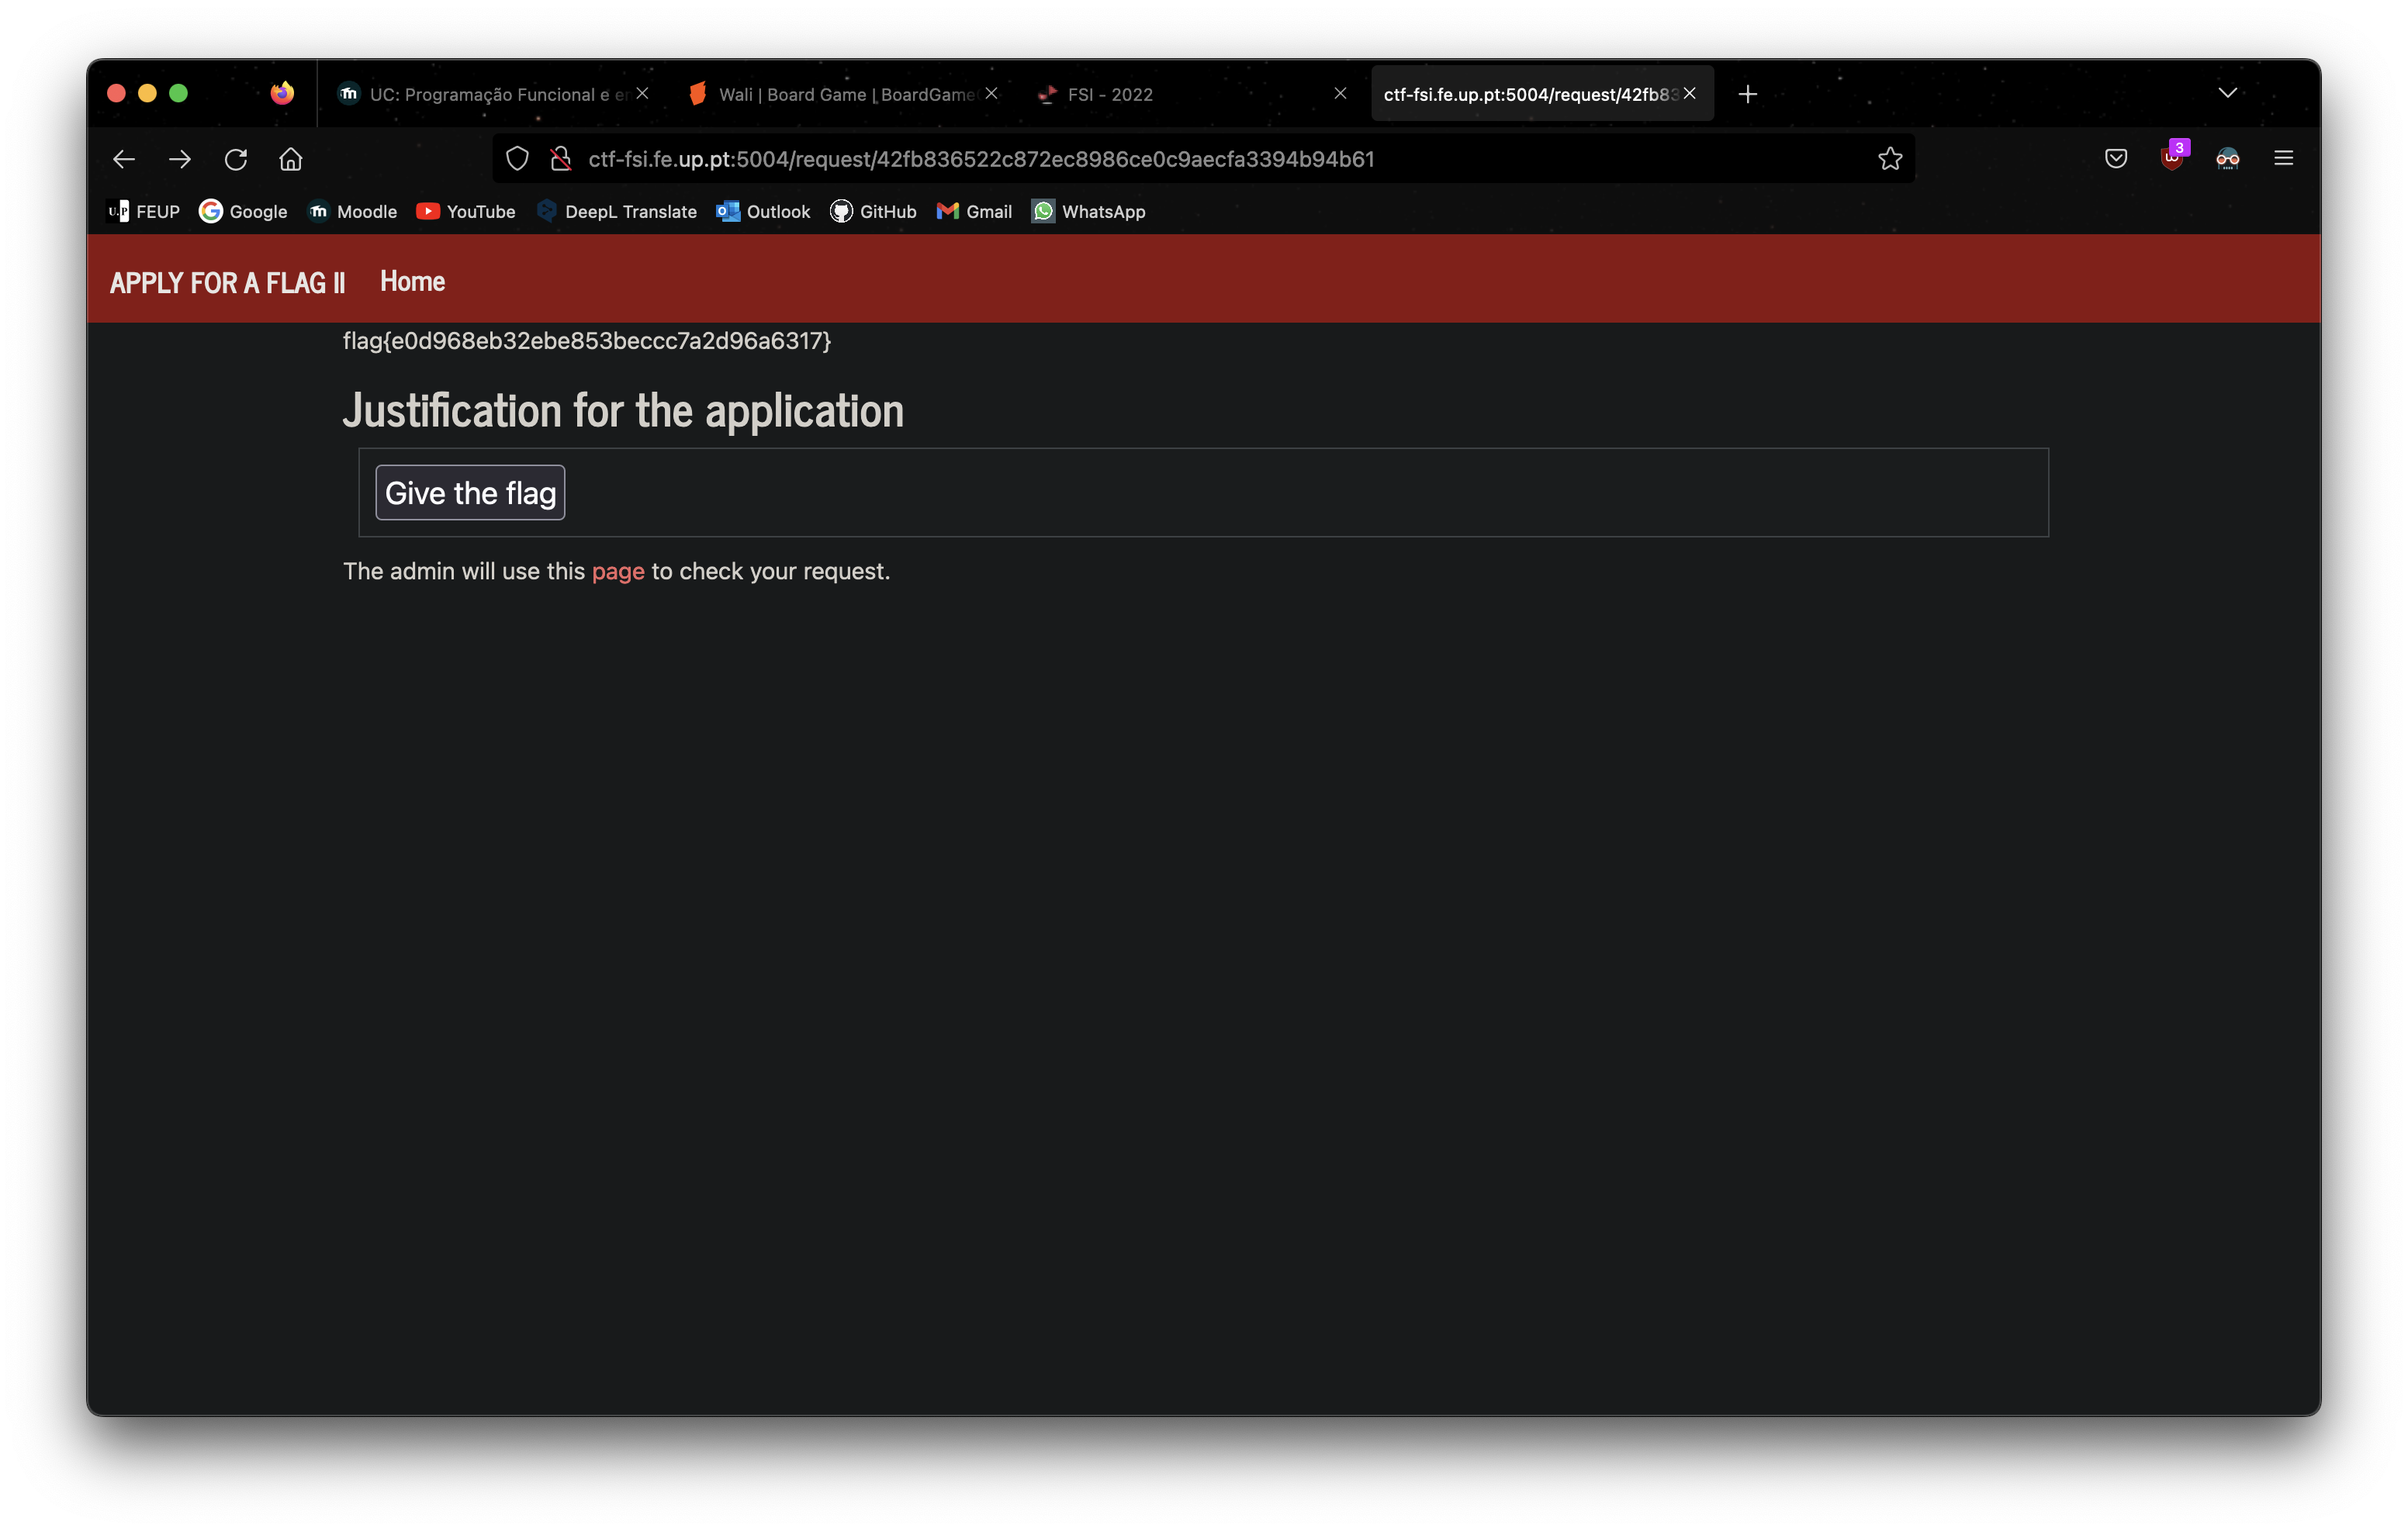 UC: Programação Funcional e em
Wali | Board Game | BoardGame
FSI - 2022
ctf-fsi.fe.up.pt:5004/request/42fb83
ctf-fsi.fe.up.pt:5004/request/42fb836522c872ec8986ce0c9aecfa3394b94b61
3
U.P FEUP
Google
Moodle
YouTube
DeepL Translate
Outlook
GitHub
Gmail
WhatsApp
APPLY FOR A FLAG II
Home
flag{e0d968eb32ebe853beccc7a2d96a6317}
Justification for the application
Give the flag
The admin will use this page to check your request.